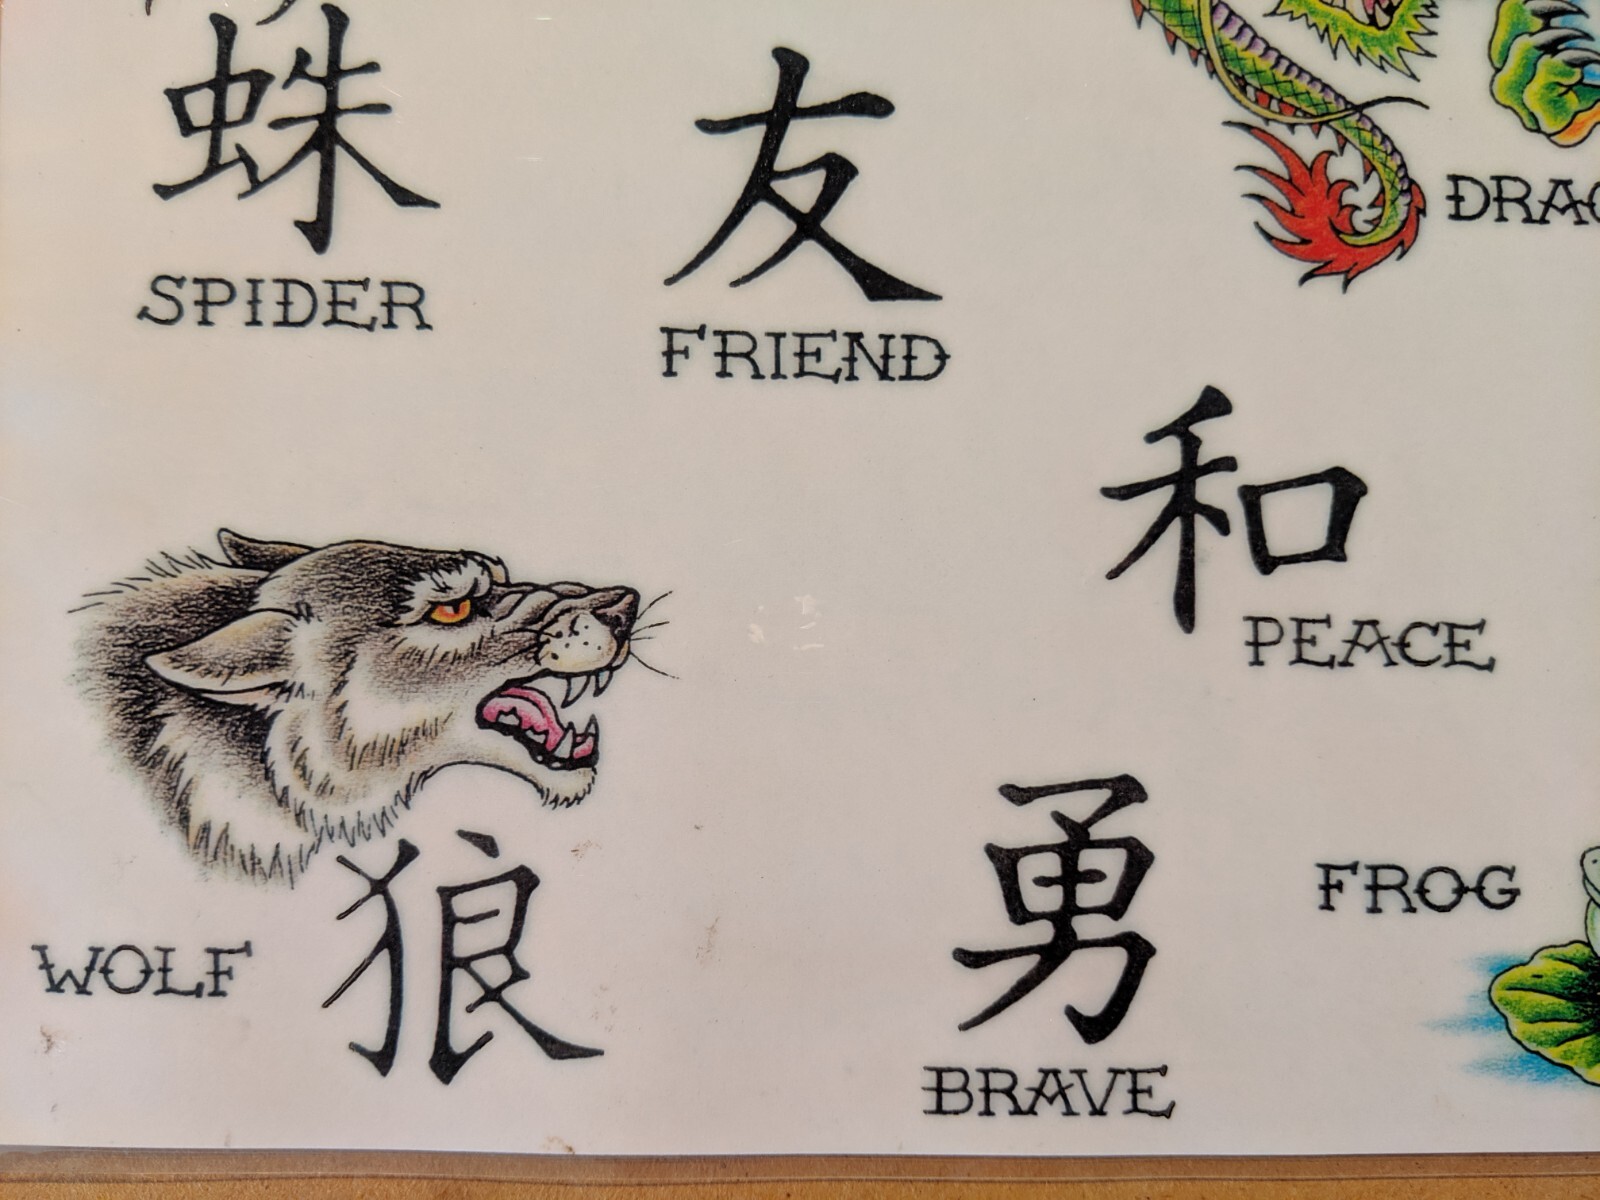 蛛
SPIDER
友
FRIEND
和
PEACE
狼
WOLF
勇
BRAVE
FROG